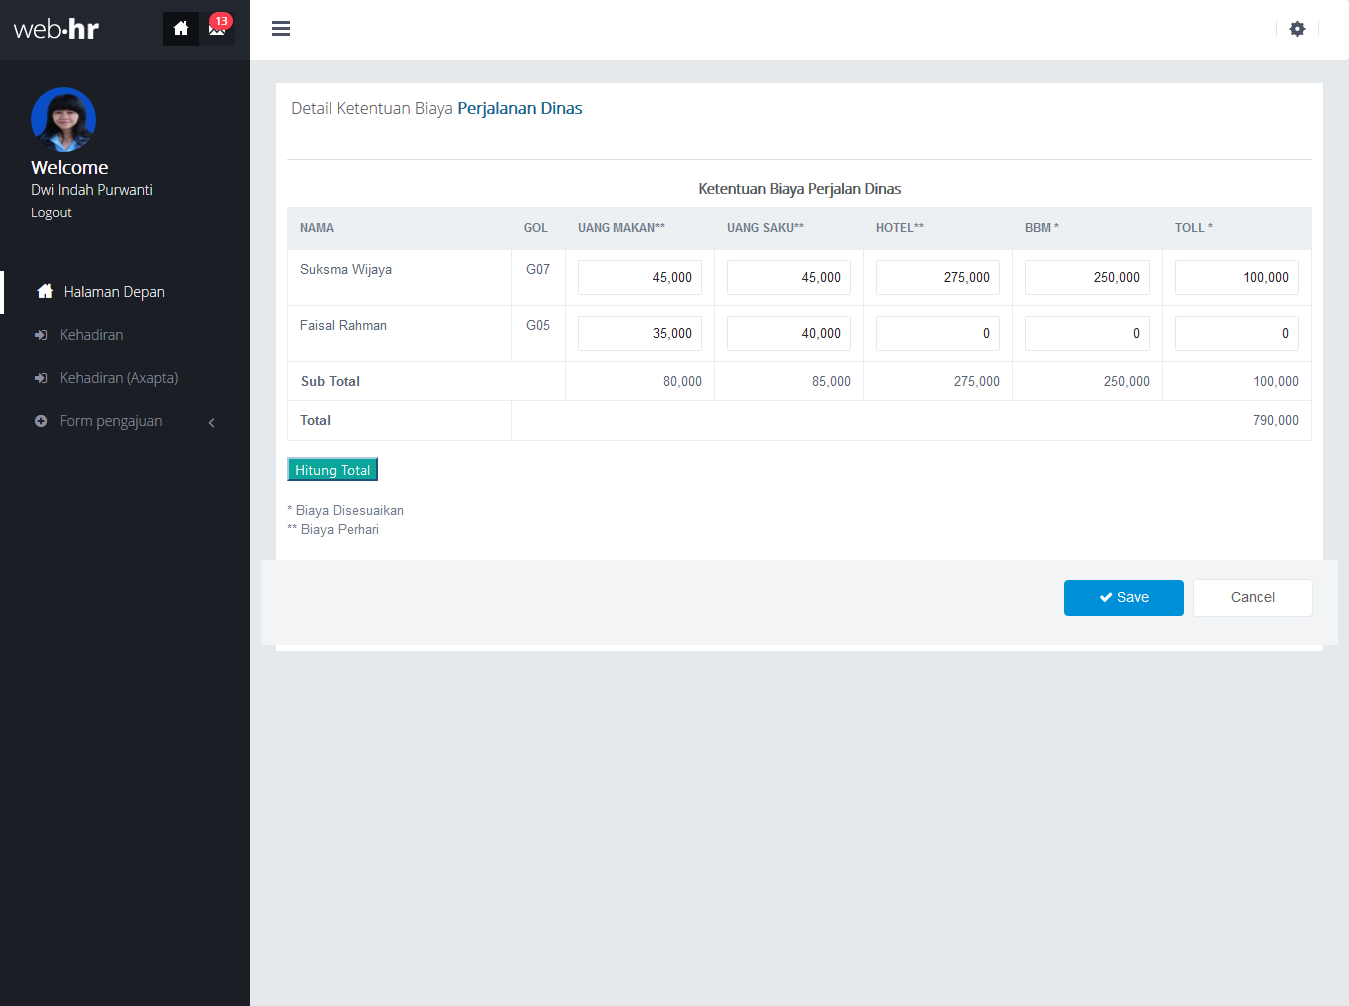 web·hr
13
Welcome
Dwi Indah Purwanti
Logout
Halaman Depan
Kehadiran
Kehadiran (Axapta)
Form pengajuan
Detail Ketentuan Biaya Perjalanan Dinas
Ketentuan Biaya Perjalan Dinas
NAMA GOL UANG MAKAN** UANG SAKU** HOTEL** BBM * TOLL *
Suksma Wijaya G07 45,000 45,000 275,000 250,000 100,000
Faisal Rahman G05 35,000 40,000 0 0 0
Sub Total 80,000 85,000 275,000 250,000 100,000
Total 790,000
Hitung Total
* Biaya Disesuaikan
** Biaya Perhari
Save Cancel